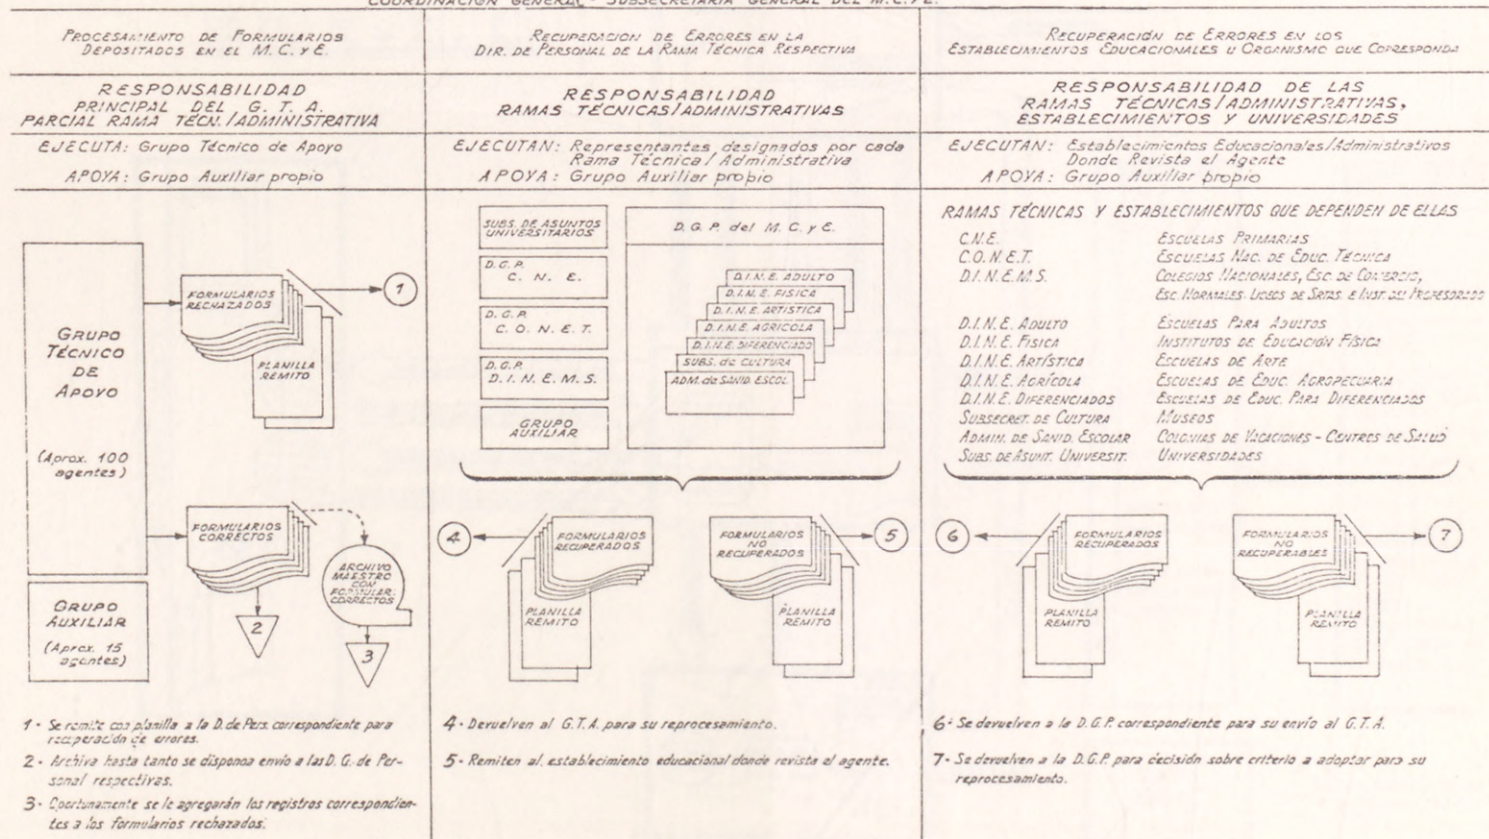 COORDINACIÓN GENERAL - SUBSECRETARIA GENERAL DEL M.C. y E.
PROCESAMIENTO DE FORMULARIOS
DEPOSITADOS EN EL M.C. y E.
RESPONSABILIDAD
PRINCIPAL DEL G. T. A.
PARCIAL RAMA TECN./ADMINISTRATIVA
EJECUTA: Grupo Técnico de Apoyo
APOYA: Grupo Auxiliar propio
GRUPO
TÉCNICO
DE
APOYO
(Aprox. 100
agentes)
GRUPO
AUXILIAR
(Aprox. 15
agentes)
FORMULARIOS
RECHAZADOS
PLANILLA
REMITO
1
FORMULARIOS
CORRECTOS
ARCHIVO
MAESTRO
CON
FORMULAR.
CORRECTOS
2
3
1 - Se remite con planilla a la D. de Pers. correspondiente para
recuperación de errores.
2 - Archiva hasta tanto se disponga envío a las D. G. de Per-
sonal respectivas.
3 - Oportunamente se le agregarán los registros correspondien-
tes a los formularios rechazados.
RECUPERACION DE ERRORES EN LA
DIR. DE PERSONAL DE LA RAMA TÉCNICA RESPECTIVA
RESPONSABILIDAD
RAMAS TÉCNICAS/ADMINISTRATIVAS
EJECUTAN: Representantes designados por cada
Rama Técnica / Administrativa
APOYA: Grupo Auxiliar propio
SUBS. DE ASUNTOS
UNIVERSITARIOS
D.G.P.
C. N. E.
D.G.P.
C. O. N. E. T.
D.G.P.
D. I. N. E. M. S.
GRUPO
AUXILIAR
D.G.P. del M.C. y E.
D.I.N.E. ADULTO
D.I.N.E. FISICA
D.I.N.E. ARTISTICA
D.I.N.E. AGRICOLA
D.I.N.E. DIFERENCIADO
SUBS. de CULTURA
ADM. de SANID. ESCOL.
4
FORMULARIOS
RECUPERADOS
PLANILLA
REMITO
FORMULARIOS
NO
RECUPERADOS
PLANILLA
REMITO
5
4 - Devuelven al G.T.A. para su reprocesamiento.
5 - Remiten al establecimiento educacional donde revista el agente.
RECUPERACIÓN DE ERRORES EN LOS
ESTABLECIMIENTOS EDUCACIONALES U ORGANISMO QUE CORRESPONDA
RESPONSABILIDAD DE LAS
RAMAS TÉCNICAS/ADMINISTRATIVAS,
ESTABLECIMIENTOS Y UNIVERSIDADES
EJECUTAN: Establecimientos Educacionales/Administrativos
Donde Revista el Agente
APOYA: Grupo Auxiliar propio
RAMAS TÉCNICAS Y ESTABLECIMIENTOS QUE DEPENDEN DE ELLAS
C.N.E. ESCUELAS PRIMARIAS
C.O.N.E.T. ESCUELAS NAC. DE EDUC. TÉCNICA
D.I.N.E.M.S. COLEGIOS NACIONALES, ESC. DE COMERCIO,
ESC. NORMALES. LICEOS DE SRTAS. E INST. DEL PROFESORADO
D.I.N.E. ADULTO ESCUELAS PARA ADULTOS
D.I.N.E. FISICA INSTITUTOS DE EDUCACIÓN FÍSICA
D.I.N.E. ARTÍSTICA ESCUELAS DE ARTE
D.I.N.E. AGRÍCOLA ESCUELAS DE EDUC. AGROPECUARIA
D.I.N.E. DIFERENCIADOS ESCUELAS DE EDUC. PARA DIFERENCIADOS
SUBSECRET. DE CULTURA MUSEOS
ADMIN. DE SANID. ESCOLAR COLONIAS DE VACACIONES - CENTROS DE SALUD
SUBS. DE ASUNT. UNIVERSIT. UNIVERSIDADES
6
FORMULARIOS
RECUPERADOS
PLANILLA
REMITO
FORMULARIOS
NO
RECUPERABLES
PLANILLA
REMITO
7
6 - Se devuelven a la D.G.P. correspondiente para su envío al G.T.A.
7 - Se devuelven a la D.G.P. para decisión sobre criterio a adoptar para su
reprocesamiento.